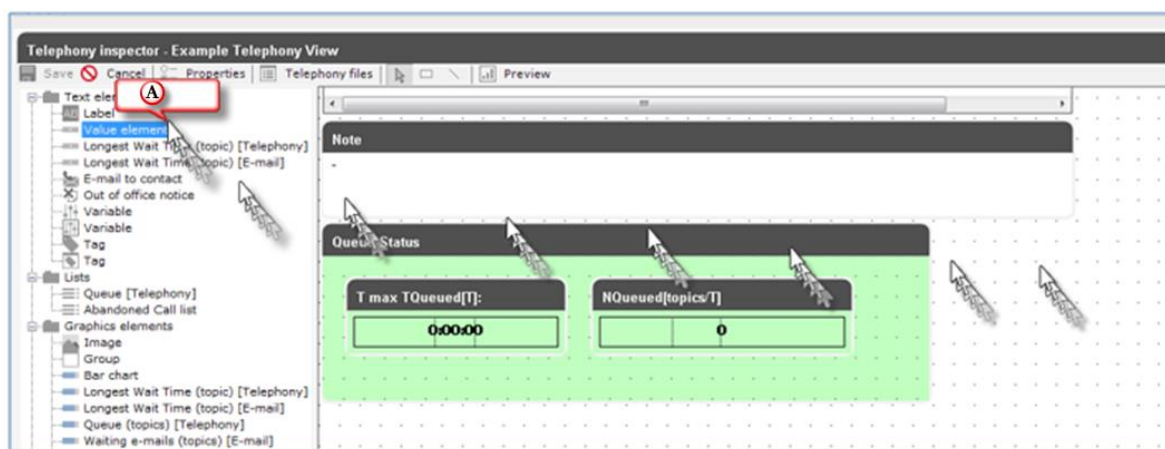 Telephony inspector - Example Telephony View
Save Cancel Properties Telephony files Preview
A
Text
Label
Value element
Longest Wait (topic) [Telephony]
Longest Wait Time (topic) [E-mail]
E-mail to contact
Out of office notice
Variable
Variable
Tag
Tag
Lists
Queue [Telephony]
Abandoned Call list
Graphics elements
Image
Group
Bar chart
Longest Wait Time (topic) [Telephony]
Longest Wait Time (topic) [E-mail]
Queue (topics) [Telephony]
Waiting e-mails (topics) [E-mail]
Note
-
Queue Status
T max TQueued[T]:
0:00:00
NQueued[topics/T]
0